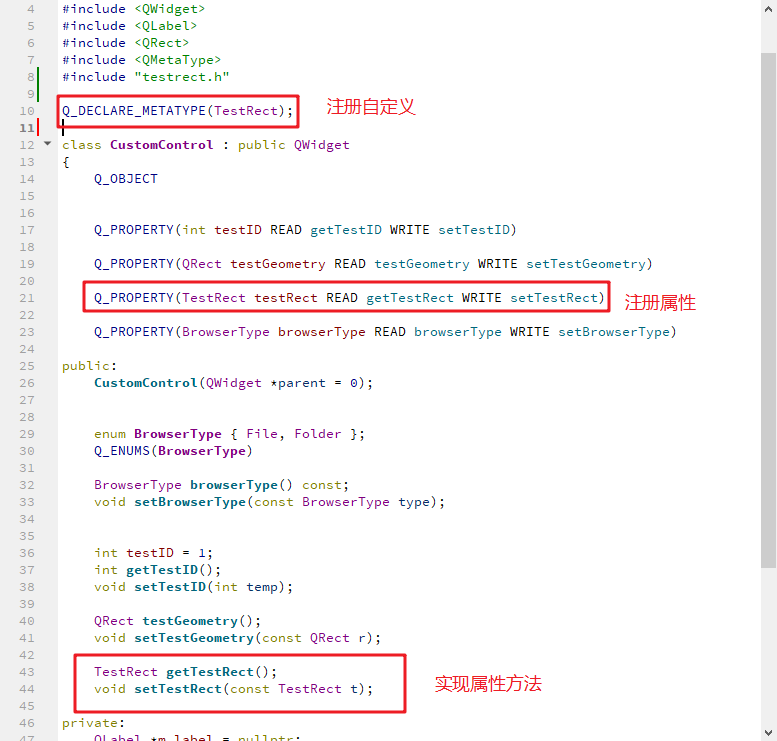 4 #include <QWidget>
5 #include <QLabel>
6 #include <QRect>
7 #include <QMetaType>
8 #include "testrect.h"
9
10 Q_DECLARE_METATYPE(TestRect); 注册自定义
11
12 class CustomControl : public QWidget
13 {
14 Q_OBJECT
15
16
17 Q_PROPERTY(int testID READ getTestID WRITE setTestID)
18
19 Q_PROPERTY(QRect testGeometry READ testGeometry WRITE setTestGeometry)
20
21 Q_PROPERTY(TestRect testRect READ getTestRect WRITE setTestRect) 注册属性
22
23 Q_PROPERTY(BrowserType browserType READ browserType WRITE setBrowserType)
24
25 public:
26 CustomControl(QWidget *parent = 0);
27
28
29 enum BrowserType { File, Folder };
30 Q_ENUMS(BrowserType)
31
32 BrowserType browserType() const;
33 void setBrowserType(const BrowserType type);
34
35
36 int testID = 1;
37 int getTestID();
38 void setTestID(int temp);
39
40 QRect testGeometry();
41 void setTestGeometry(const QRect r);
42
43 TestRect getTestRect();
44 void setTestRect(const TestRect t); 实现属性方法
45
46 private:
47 QLabel *m_label = nullptr;